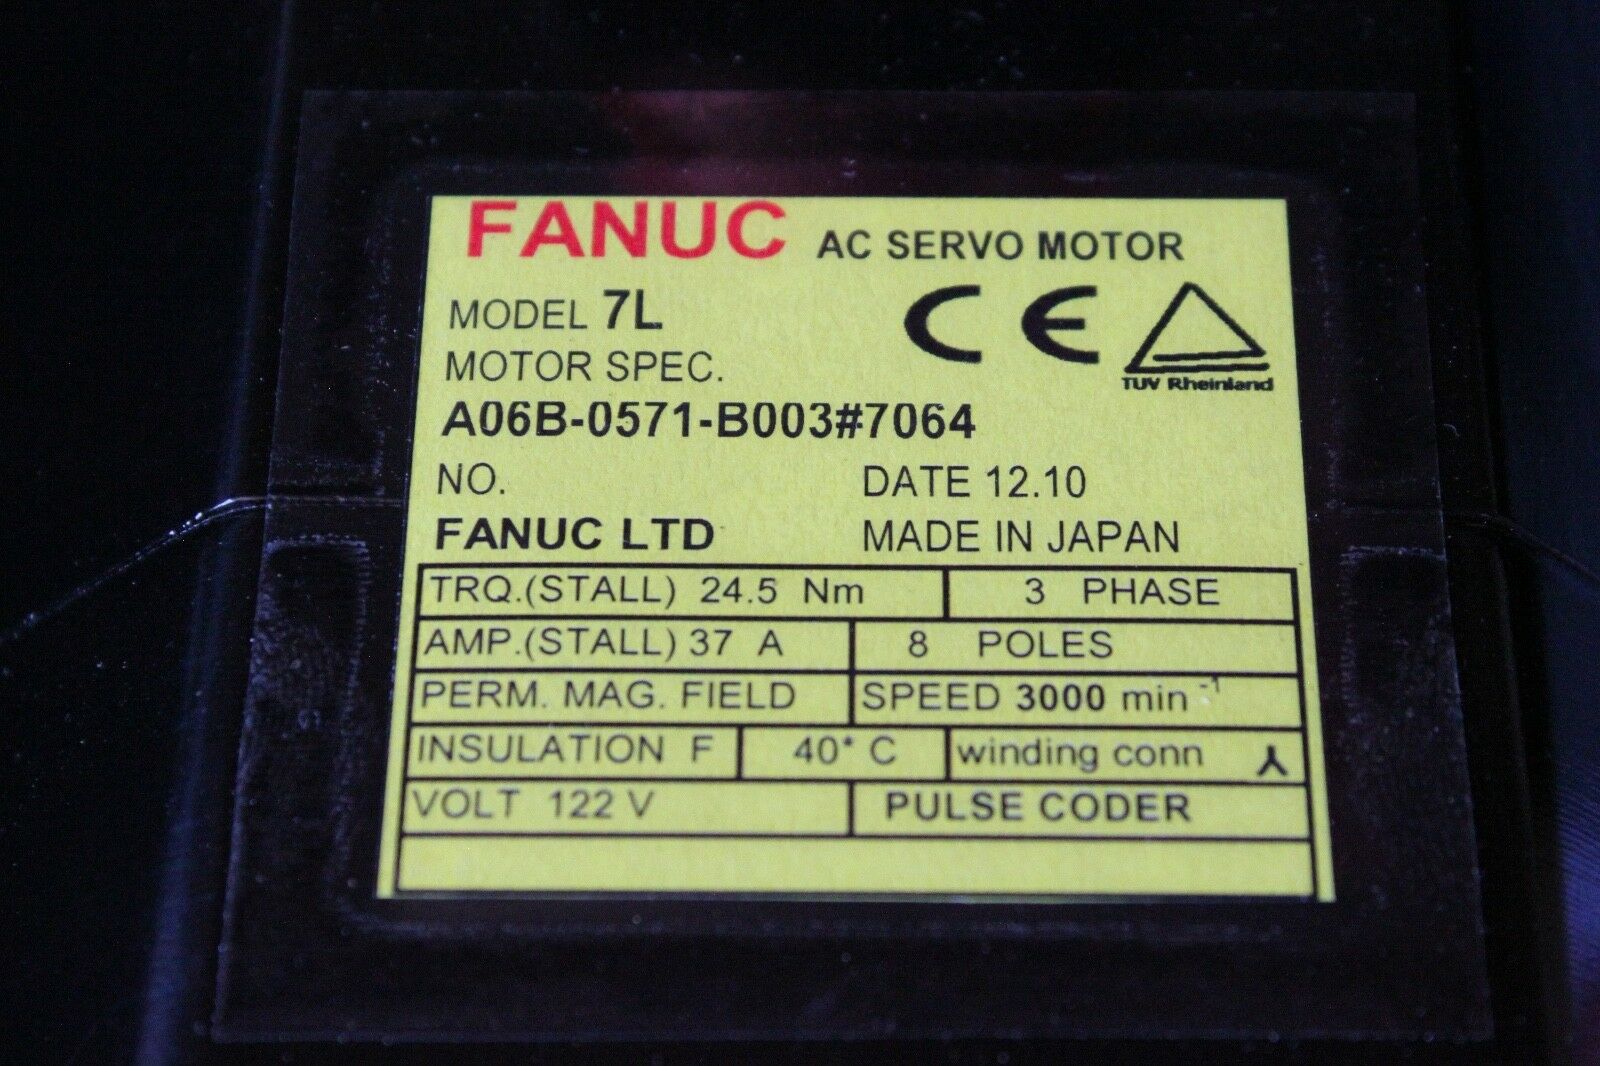 FANUC AC SERVO MOTOR
MODEL 7L
CE
MOTOR SPEC.
TUV Rheinland
A06B-0571-B003#7064
NO. DATE 12.10
FANUC LTD MADE IN JAPAN
TRQ.(STALL) 24.5 Nm 3 PHASE
AMP.(STALL) 37 A 8 POLES
PERM. MAG. FIELD SPEED 3000 min⁻¹
INSULATION F 40° C winding conn
VOLT 122 V PULSE CODER